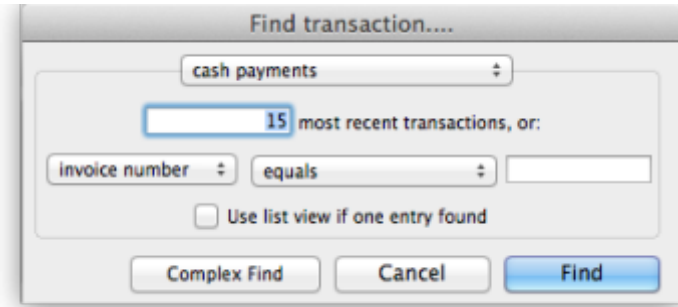 Find transaction....
cash payments
15 most recent transactions, or:
invoice number equals
Use list view if one entry found
Complex Find Cancel Find